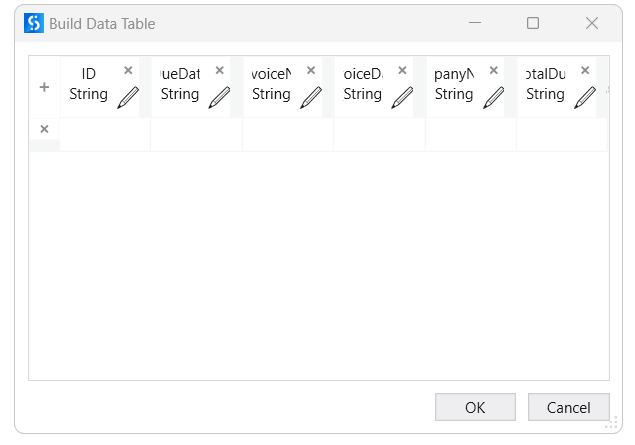 Build Data Table
ID
String
ueDat
String
voiceN
String
oiceDa
String
panyN
String
otalDu
String
OK
Cancel